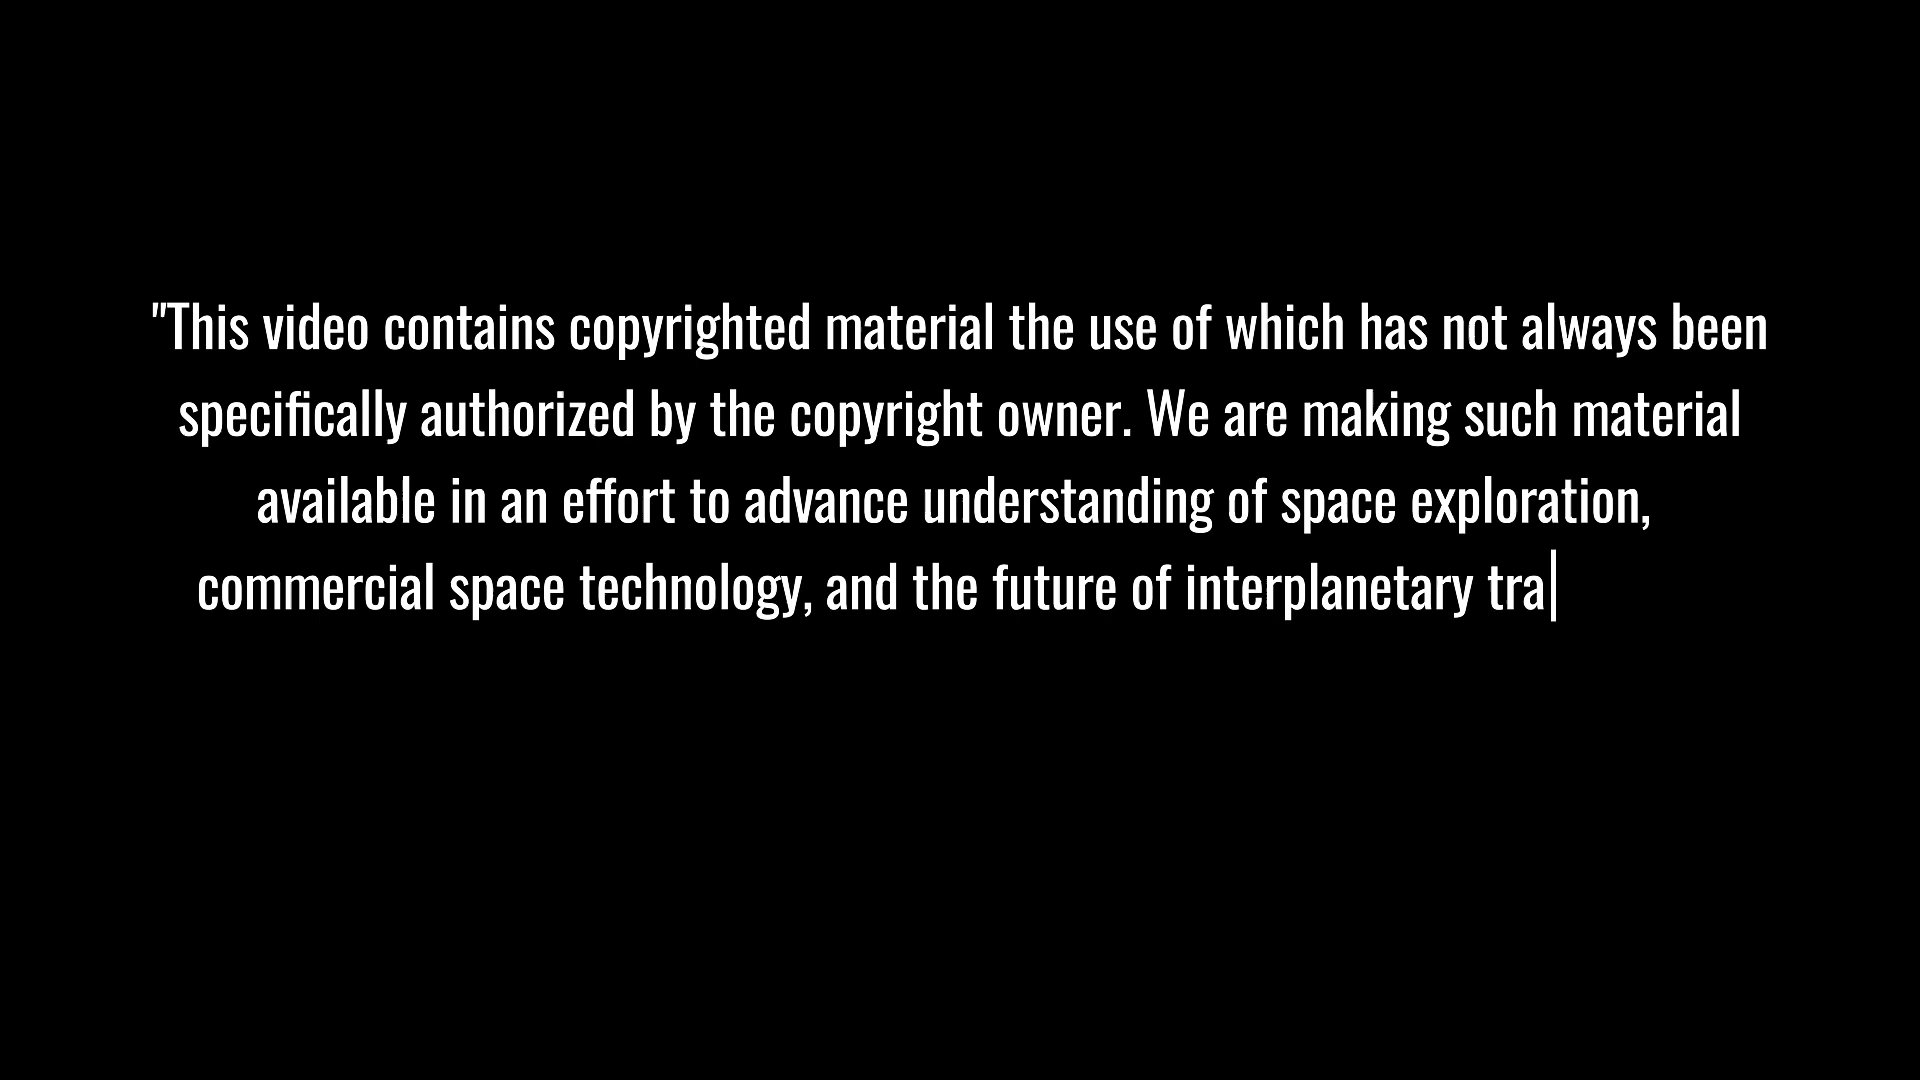 "This video contains copyrighted material the use of which has not always been
specifically authorized by the copyright owner. We are making such material
available in an effort to advance understanding of space exploration,
commercial space technology, and the future of interplanetary tra